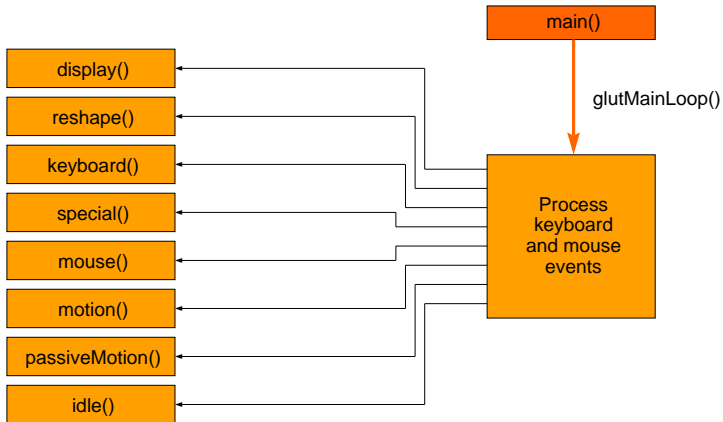 main()
glutMainLoop()
display()
reshape()
keyboard()
special()
mouse()
motion()
passiveMotion()
idle()
Process
keyboard
and mouse
events